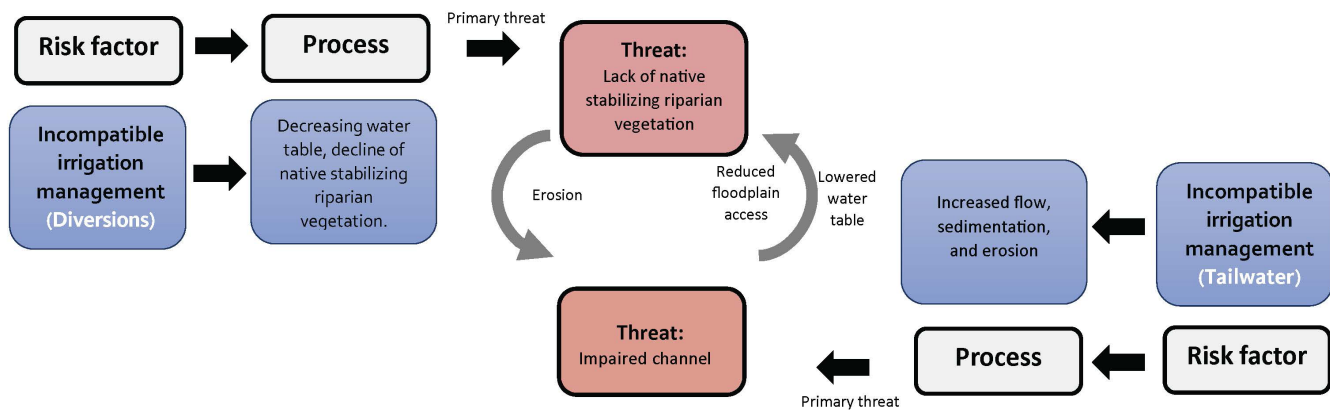 Risk factor
Process
Primary threat
Incompatible
irrigation
management
(Diversions)
Decreasing water
table, decline of
native stabilizing
riparian
vegetation.
Threat:
Lack of native
stabilizing riparian
vegetation
Erosion
Reduced
floodplain
access
Lowered
water
table
Threat:
Impaired channel
Increased flow,
sedimentation,
and erosion
Incompatible
irrigation
management
(Tailwater)
Primary threat
Process
Risk factor